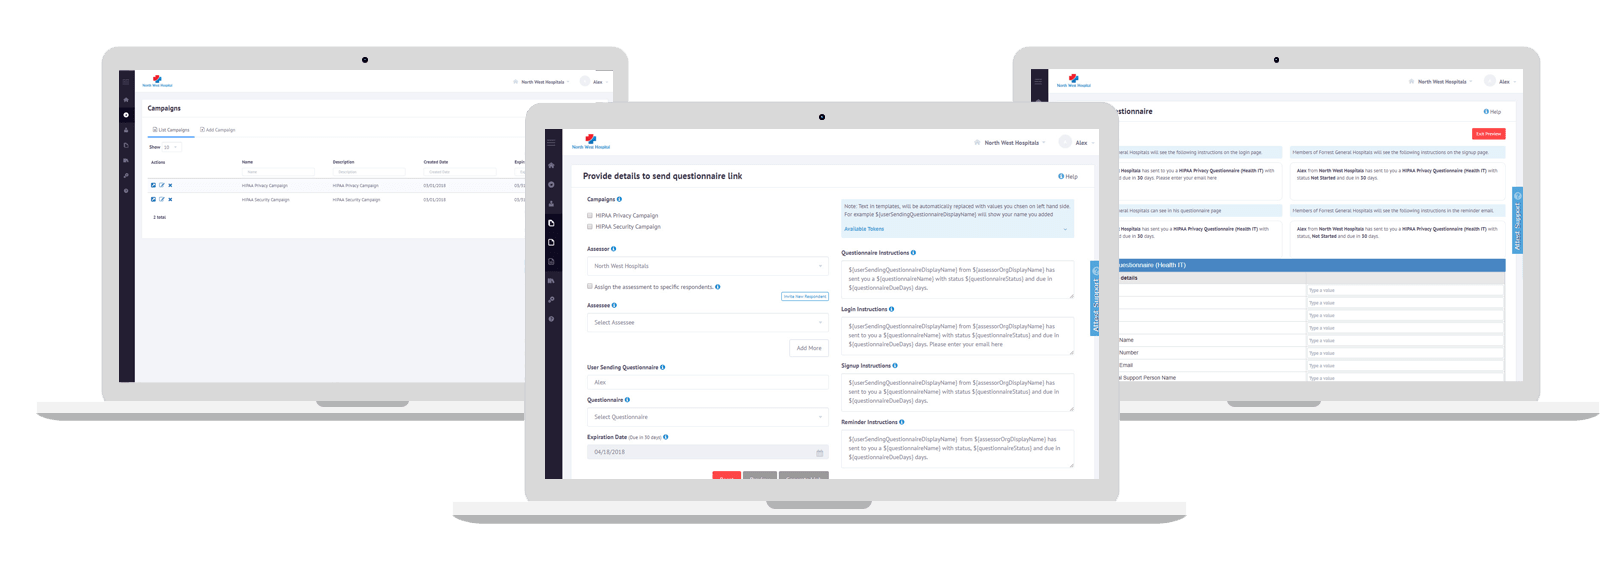 North West Hospital
North West Hospitals
Alex
Campaigns
List Campaigns
Add Campaign
Show 10
Actions
Name
Description
Created Date
Name
Description
Created Date
HIPAA Privacy Campaign
HIPAA Privacy Campaign
03/01/2018
HIPAA Security Campaign
HIPAA Security Campaign
03/01/2018
2 total
North West Hospital
North West Hospitals
Alex
Provide details to send questionnaire link
Help
Campaigns
HIPAA Privacy Campaign
HIPAA Security Campaign
Assessor
North West Hospitals
Assign the assessment to specific respondents.
Invite New Respondent
Assessee
Select Assessee
Add More
User Sending Questionnaire
Alex
Questionnaire
Select Questionnaire
Expiration Date (Due in 30 days)
04/18/2018
Note: Text in templates, will be automatically replaced with values you chsen on left hand side.
For example ${userSendingQuestionnaireDisplayName} will show your name you added
Available Tokens
Questionnaire Instructions
${userSendingQuestionnaireDisplayName} from ${assessorOrgDisplayName} has
sent you a ${questionnaireName} with status ${questionnaireStatus} and due in
${questionnaireDueDays} days.
Login Instructions
${userSendingQuestionnaireDisplayName} from ${assessorOrgDisplayName} has
sent to you a ${questionnaireName} with status ${questionnaireStatus} and due in
${questionnaireDueDays} days. Please enter your email here
Signup Instructions
${userSendingQuestionnaireDisplayName} from ${assessorOrgDisplayName} has
sent to you a ${questionnaireName} with status ${questionnaireStatus} and due in
${questionnaireDueDays} days.
Reminder Instructions
${userSendingQuestionnaireDisplayName} from ${assessorOrgDisplayName} has
sent to you a ${questionnaireName} with status, ${questionnaireStatus} and due in
${questionnaireDueDays} days.
Attest Support
North West Hospital
North West Hospitals
Alex
Help
Exit Preview
Hospitals will see the following instructions on the login page.
Members of Forrest General Hospitals will see the following instructions on the signup page.
Hospitals has sent to you a HIPAA Privacy Questionnaire (Health IT) with
due in 30 days. Please enter your email here
Alex from North West Hospitals has sent to you a HIPAA Privacy Questionnaire (Health IT) with
status Not Started and due in 30 days.
Hospitals can see in his questionnaire page
Members of Forrest General Hospitals will see the following instructions in the reminder email.
Hospitals has sent you a HIPAA Privacy Questionnaire (Health IT) with
due in 30 days.
Alex from North West Hospitals has sent to you a HIPAA Privacy Questionnaire (Health IT) with
status, Not Started and due in 30 days.
(Health IT)
details
Type a value
Type a value
Type a value
Type a value
Name
Type a value
Number
Type a value
Email
Type a value
Support Person Name
Type a value
Attest Support